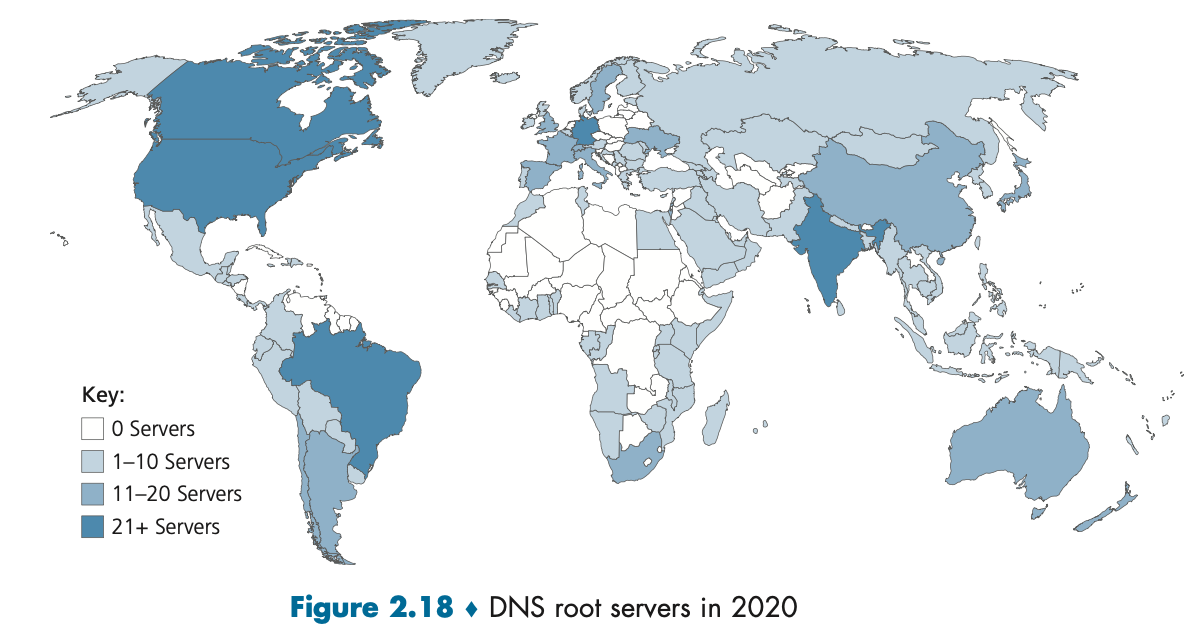 Key:
0 Servers
1–10 Servers
11–20 Servers
21+ Servers
Figure 2.18 ♦ DNS root servers in 2020